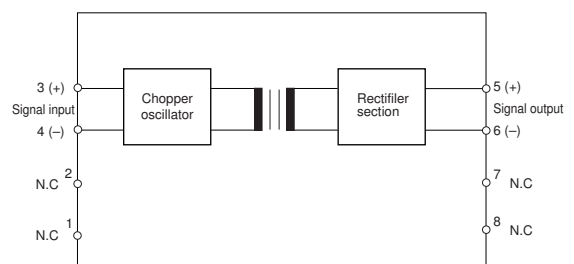 3 (+)
Signal input
4 (–)
2
N.C
1
N.C
Chopper
oscillator
Rectifiler
section
5 (+)
Signal output
6 (–)
7
N.C
8
N.C